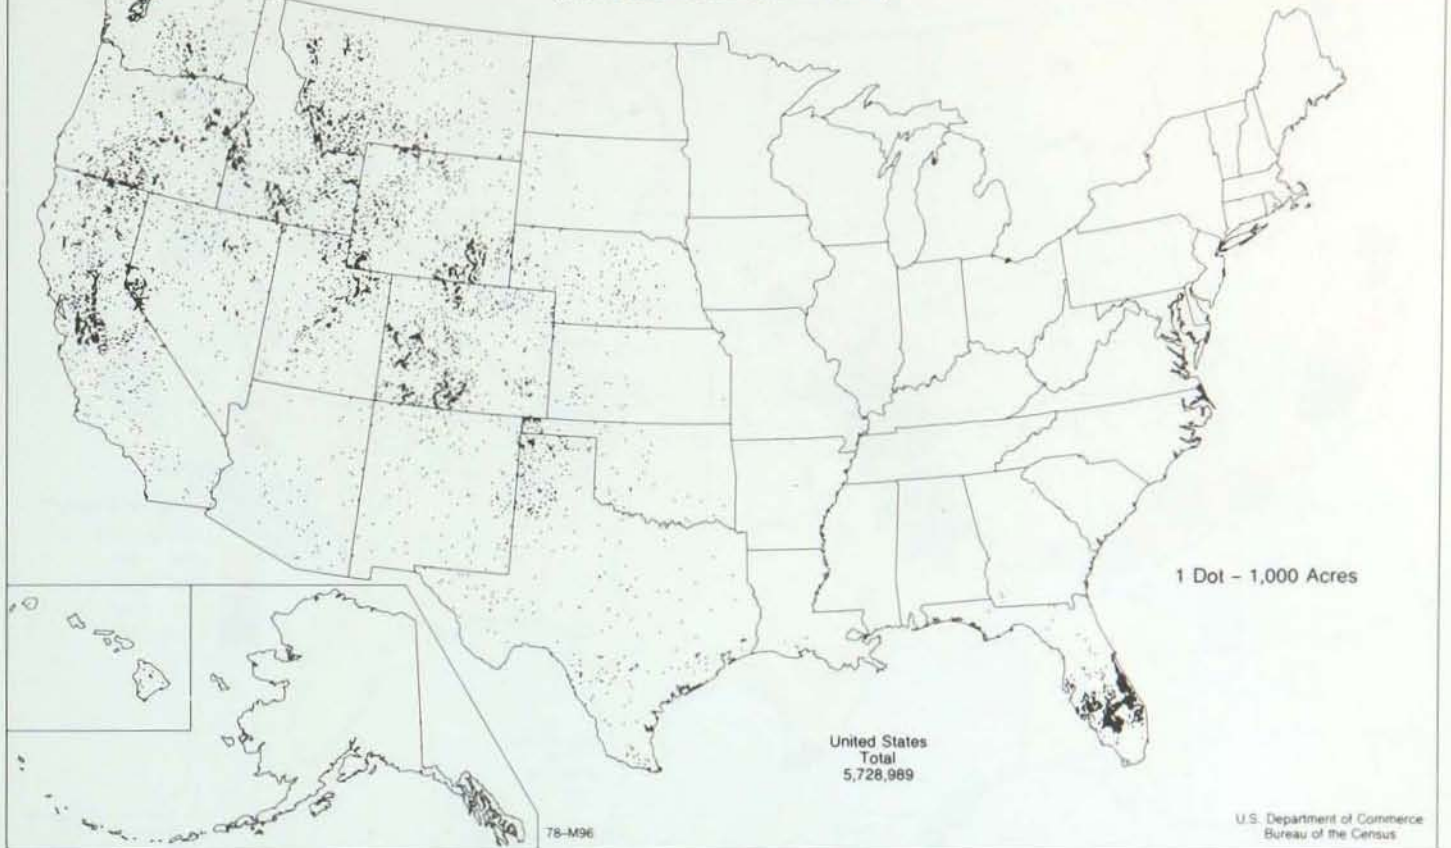 1 Dot – 1,000 Acres
United States
Total
5,728,989
78-M96
U.S. Department of Commerce
Bureau of the Census